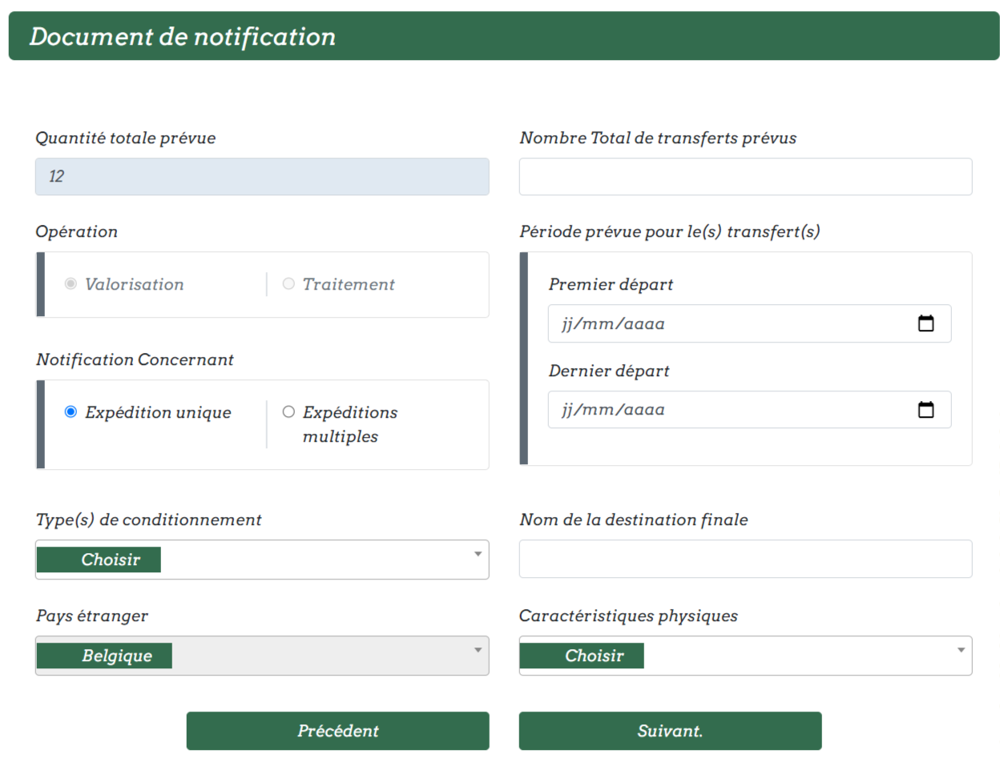 Document de notification
Quantité totale prévue
12
Nombre Total de transferts prévus
Opération
Valorisation
Traitement
Période prévue pour le(s) transfert(s)
Premier départ
jj/mm/aaaa
Dernier départ
jj/mm/aaaa
Notification Concernant
Expédition unique
Expéditions
multiples
Type(s) de conditionnement
Choisir
Nom de la destination finale
Pays étranger
Belgique
Caractéristiques physiques
Choisir
Précédent
Suivant.